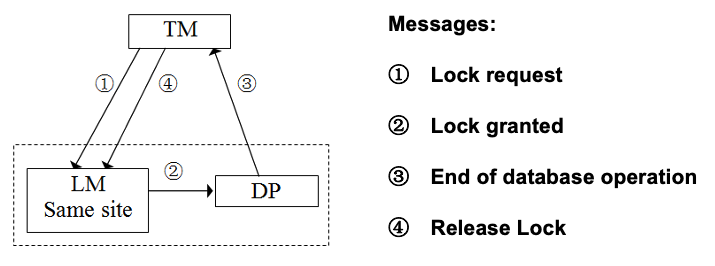 TM
①
④
③
LM
Same site
②
DP
Messages:
① Lock request
② Lock granted
③ End of database operation
④ Release Lock